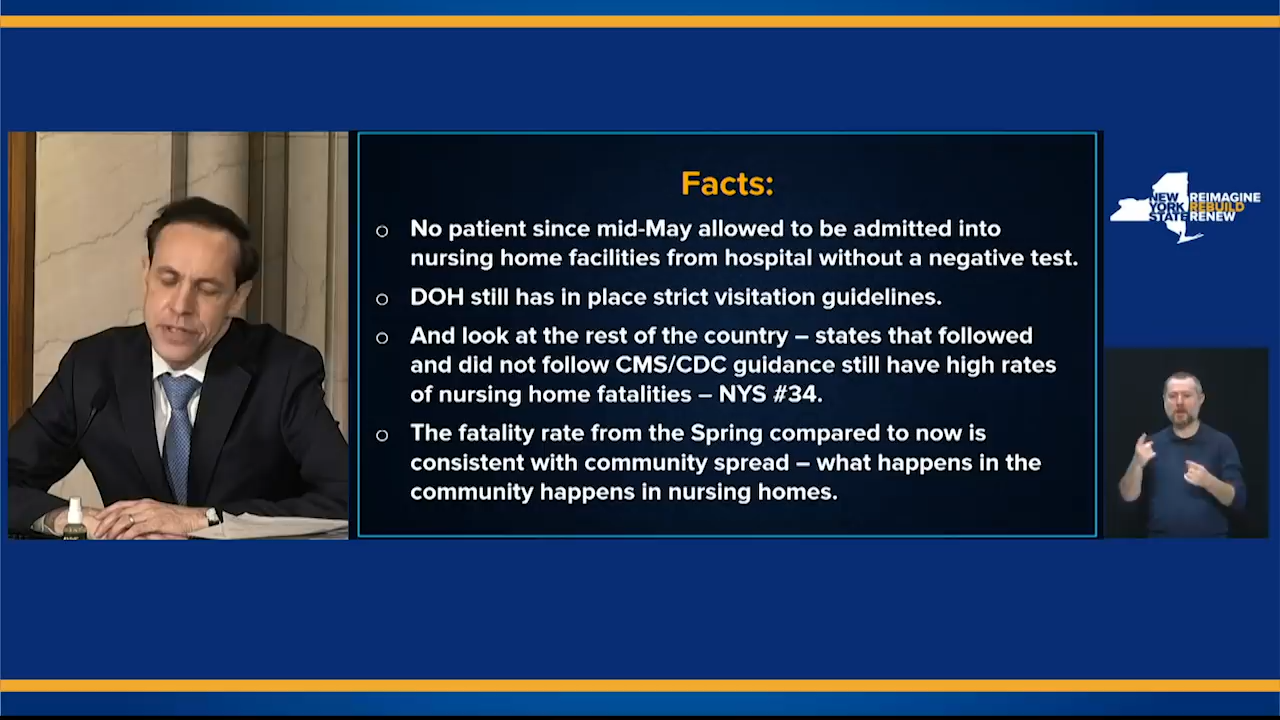 Facts:
○ No patient since mid-May allowed to be admitted into
nursing home facilities from hospital without a negative test.
○ DOH still has in place strict visitation guidelines.
○ And look at the rest of the country – states that followed
and did not follow CMS/CDC guidance still have high rates
of nursing home fatalities – NYS #34.
○ The fatality rate from the Spring compared to now is
consistent with community spread – what happens in the
community happens in nursing homes.
NEW
YORK
STATE
REIMAGINE
REBUILD
RENEW